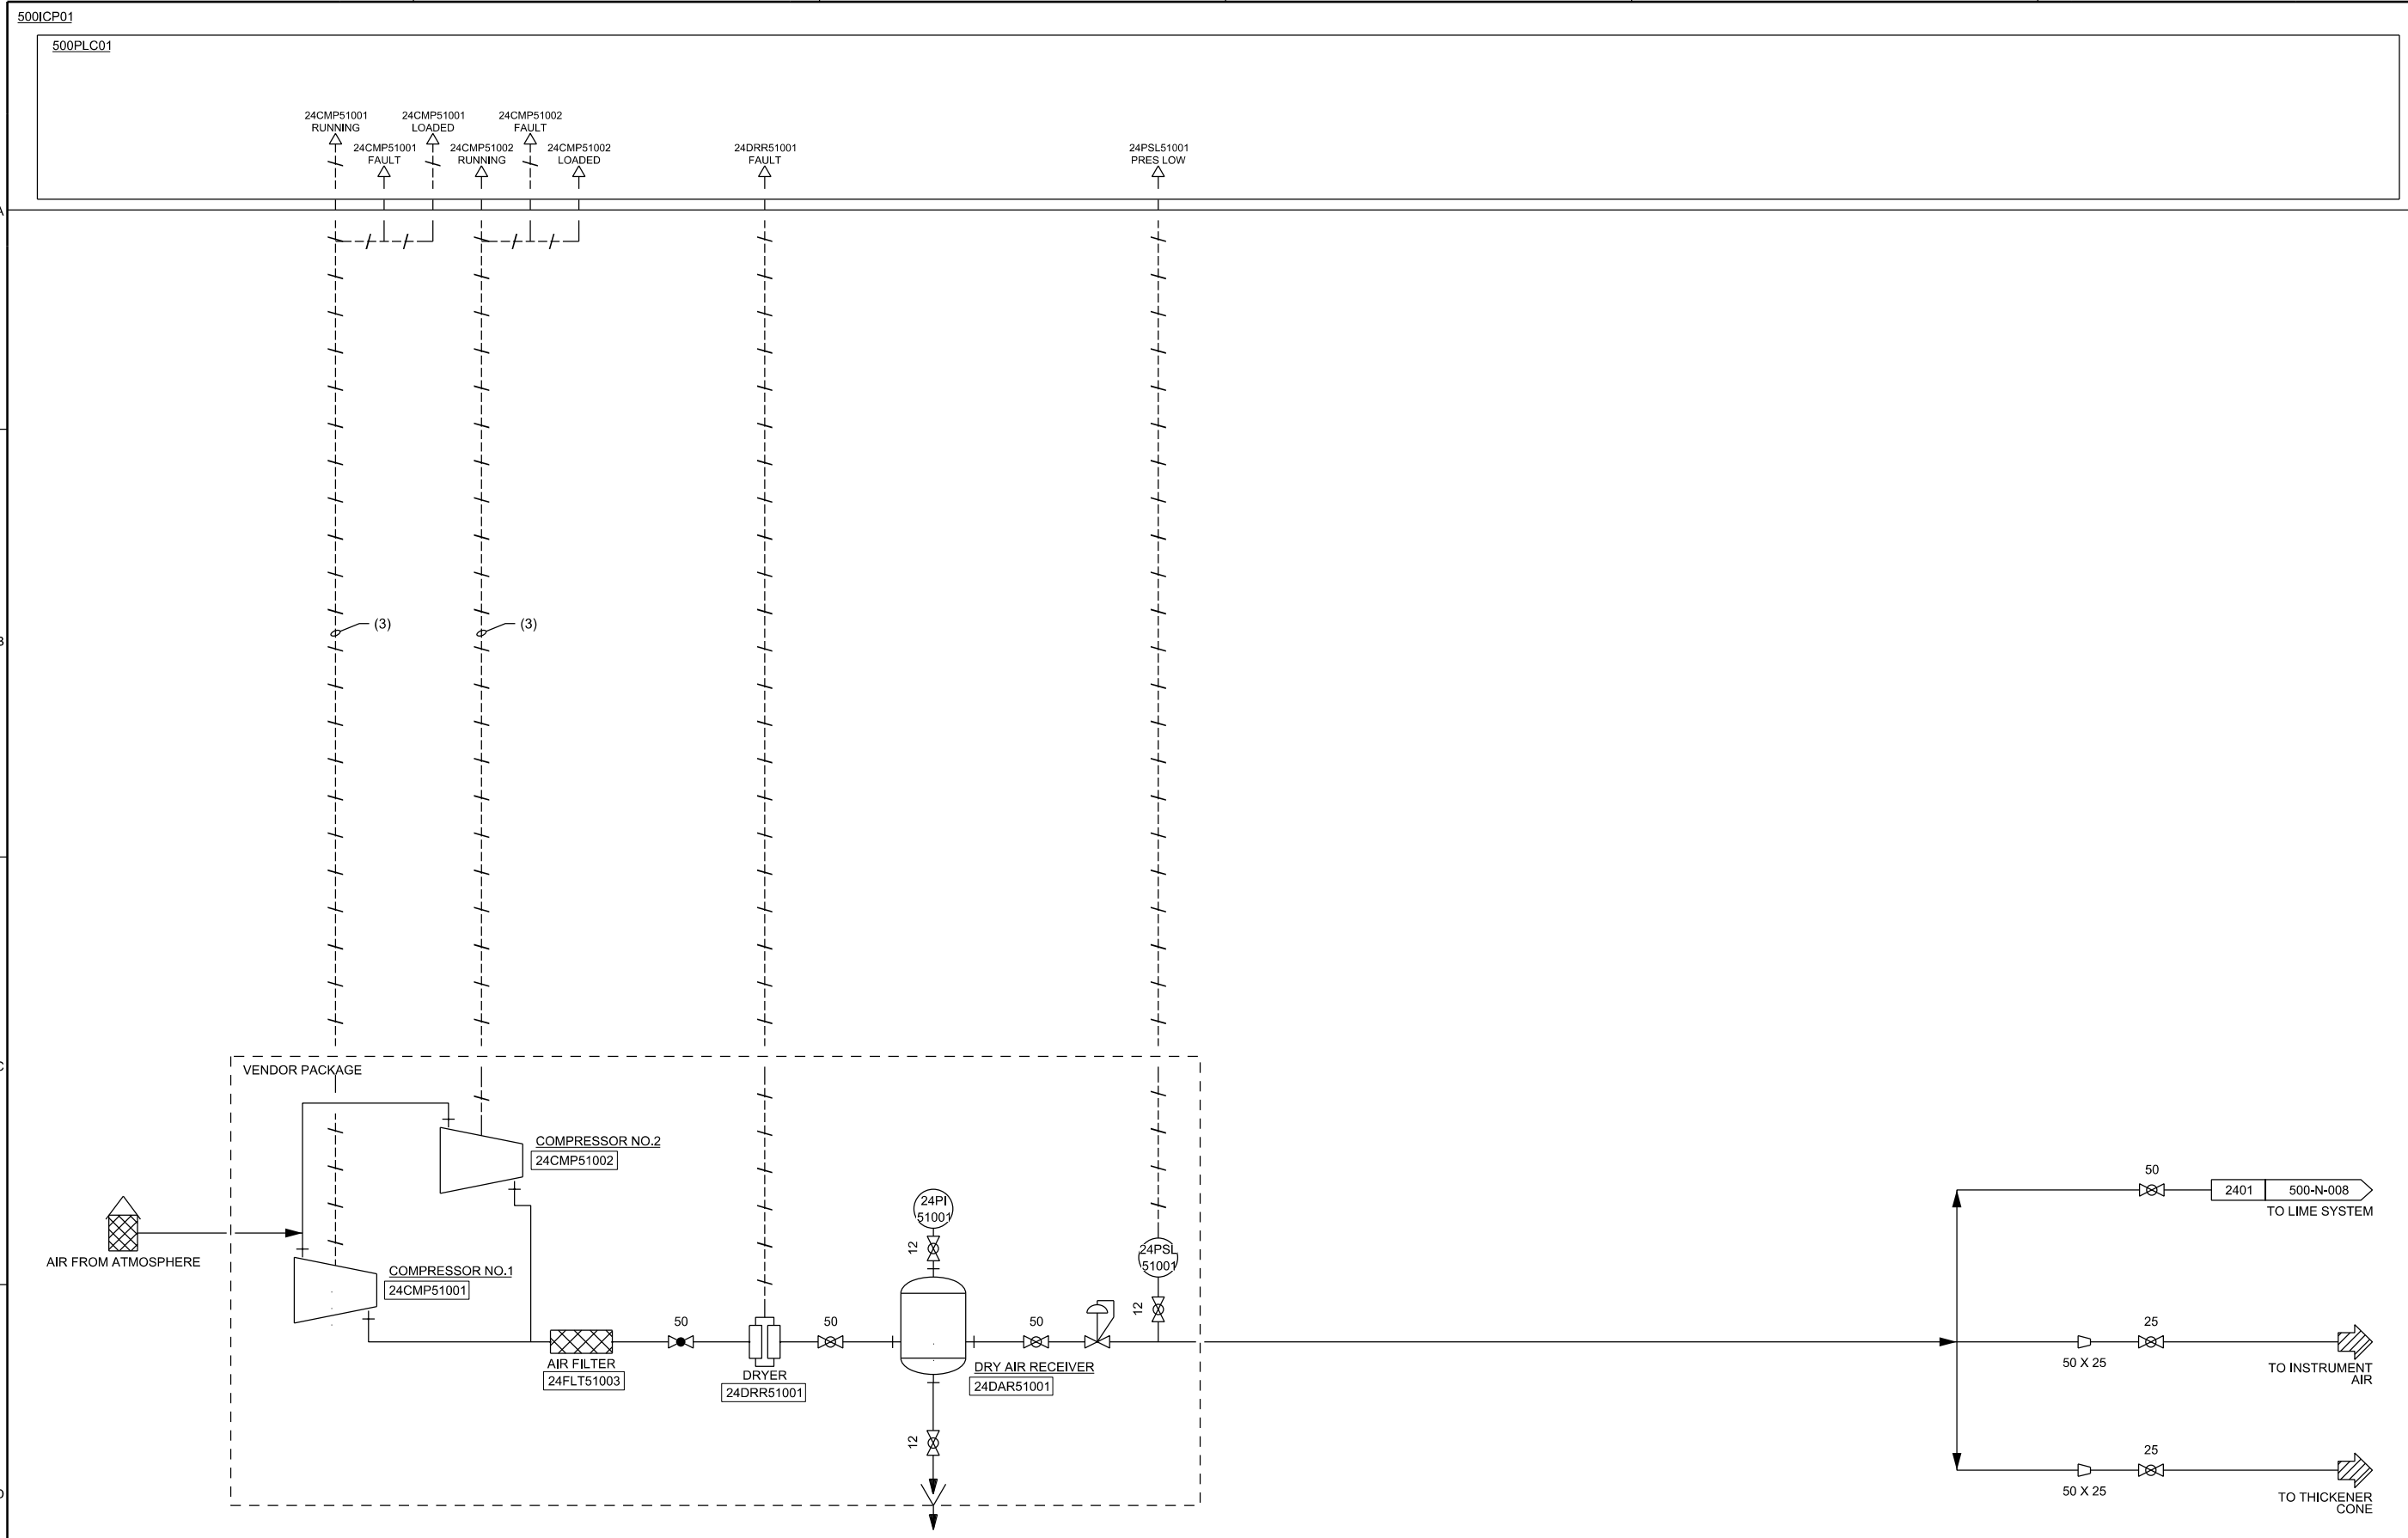 500ICP01
500PLC01
24CMP51001
RUNNING
24CMP51001
FAULT
24CMP51001
LOADED
24CMP51002
RUNNING
24CMP51002
FAULT
24CMP51002
LOADED
24DRR51001
FAULT
24PSL51001
PRES LOW
A
(3)
(3)
B
C
VENDOR PACKAGE
COMPRESSOR NO.2
24CMP51002
AIR FROM ATMOSPHERE
COMPRESSOR NO.1
24CMP51001
AIR FILTER
24FLT51003
50
DRYER
24DRR51001
50
24PI
51001
12
DRY AIR RECEIVER
24DAR51001
12
50
24PSL
51001
12
50
2401
500-N-008
TO LIME SYSTEM
50 X 25
25
TO INSTRUMENT
AIR
50 X 25
25
TO THICKENER
CONE
D